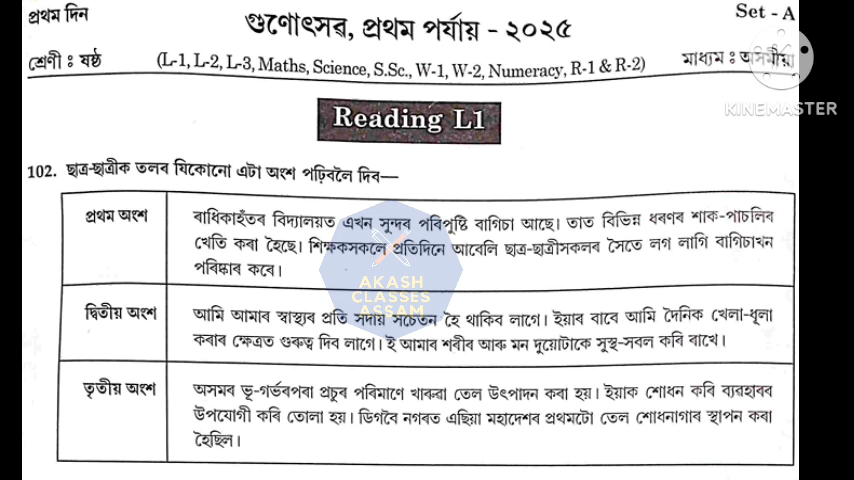 প্ৰথম দিন
গুণোৎসৱ, প্ৰথম পৰ্যায় - ২০২৫
Set - A
শ্ৰেণী : ষষ্ঠ
(L-1, L-2, L-3, Maths, Science, S.Sc., W-1, W-2, Numeracy, R-1 & R-2)
মাধ্যম : অসমীয়া
KINEMASTER
Reading L1
102. ছাত্ৰ-ছাত্ৰীক তলৰ যিকোনো এটা অংশ পঢ়িবলৈ দিব—
প্ৰথম অংশ
ৰাধিকাহঁতৰ বিদ্যালয়ত এখন সুন্দৰ পৰিপুষ্টি বাগিচা আছে। তাত বিভিন্ন ধৰণৰ শাক-পাচলিৰ
খেতি কৰা হৈছে। শিক্ষকসকলে প্ৰতিদিনে আবেলি ছাত্ৰ-ছাত্ৰীসকলৰ সৈতে লগ লাগি বাগিচাখন
পৰিষ্কাৰ কৰে।
AKASH
CLASSES
ASSAM
দ্বিতীয় অংশ
আমি আমাৰ স্বাস্থ্যৰ প্ৰতি সদায় সচেতন হৈ থাকিব লাগে। ইয়াৰ বাবে আমি দৈনিক খেলা-ধূলা
কৰাৰ ক্ষেত্ৰত গুৰুত্ব দিব লাগে। ই আমাৰ শৰীৰ আৰু মন দুয়োটাকে সুস্থ-সবল কৰি ৰাখে।
তৃতীয় অংশ
অসমৰ ভূ-গৰ্ভৰপৰা প্ৰচুৰ পৰিমাণে খাৰুৱা তেল উৎপাদন কৰা হয়। ইয়াক শোধন কৰি ব্যৱহাৰৰ
উপযোগী কৰি তোলা হয়। ডিগবৈ নগৰত এছিয়া মহাদেশৰ প্ৰথমটো তেল শোধনাগাৰ স্থাপন কৰা
হৈছিল।